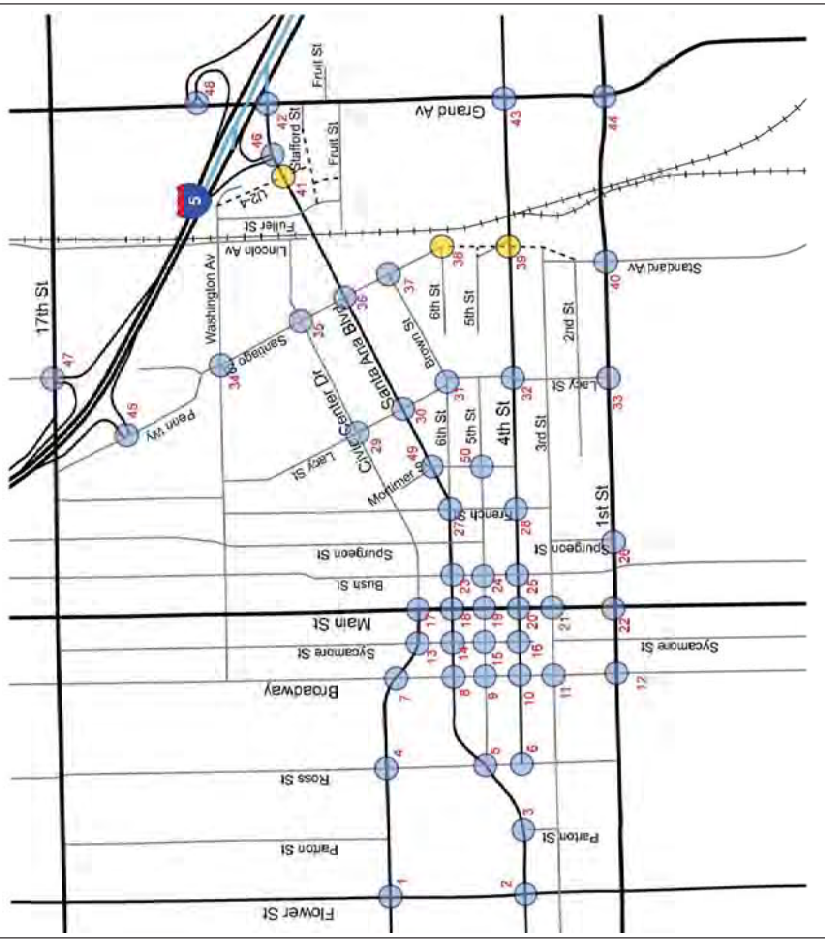 48
Fruit St
42
Grand Av
43
44
46
Stafford St
Fruit St
41
5
U24
Fuller St
Lincoln Av
38
39
Standard Av
40
17th St
Washington Av
37
36
35
6th St
5th St
2nd St
47
Santiago St
34
Santa Ana Blvd
Brown St
31
32
Lacy St
33
45
Penn Wy
Civic Center Dr
30
29
6th St
5th St
4th St
3rd St
Lacy St
49
50
Mortimer St
1st St
27
French St
28
Spurgeon St
Spurgeon St
26
Bush St
23
24
25
Main St
17
18
19
20
21
22
Sycamore St
13
14
15
16
Sycamore St
Broadway
7
8
9
10
11
12
Ross St
4
5
6
3
Parton St
Parton St
Flower St
1
2